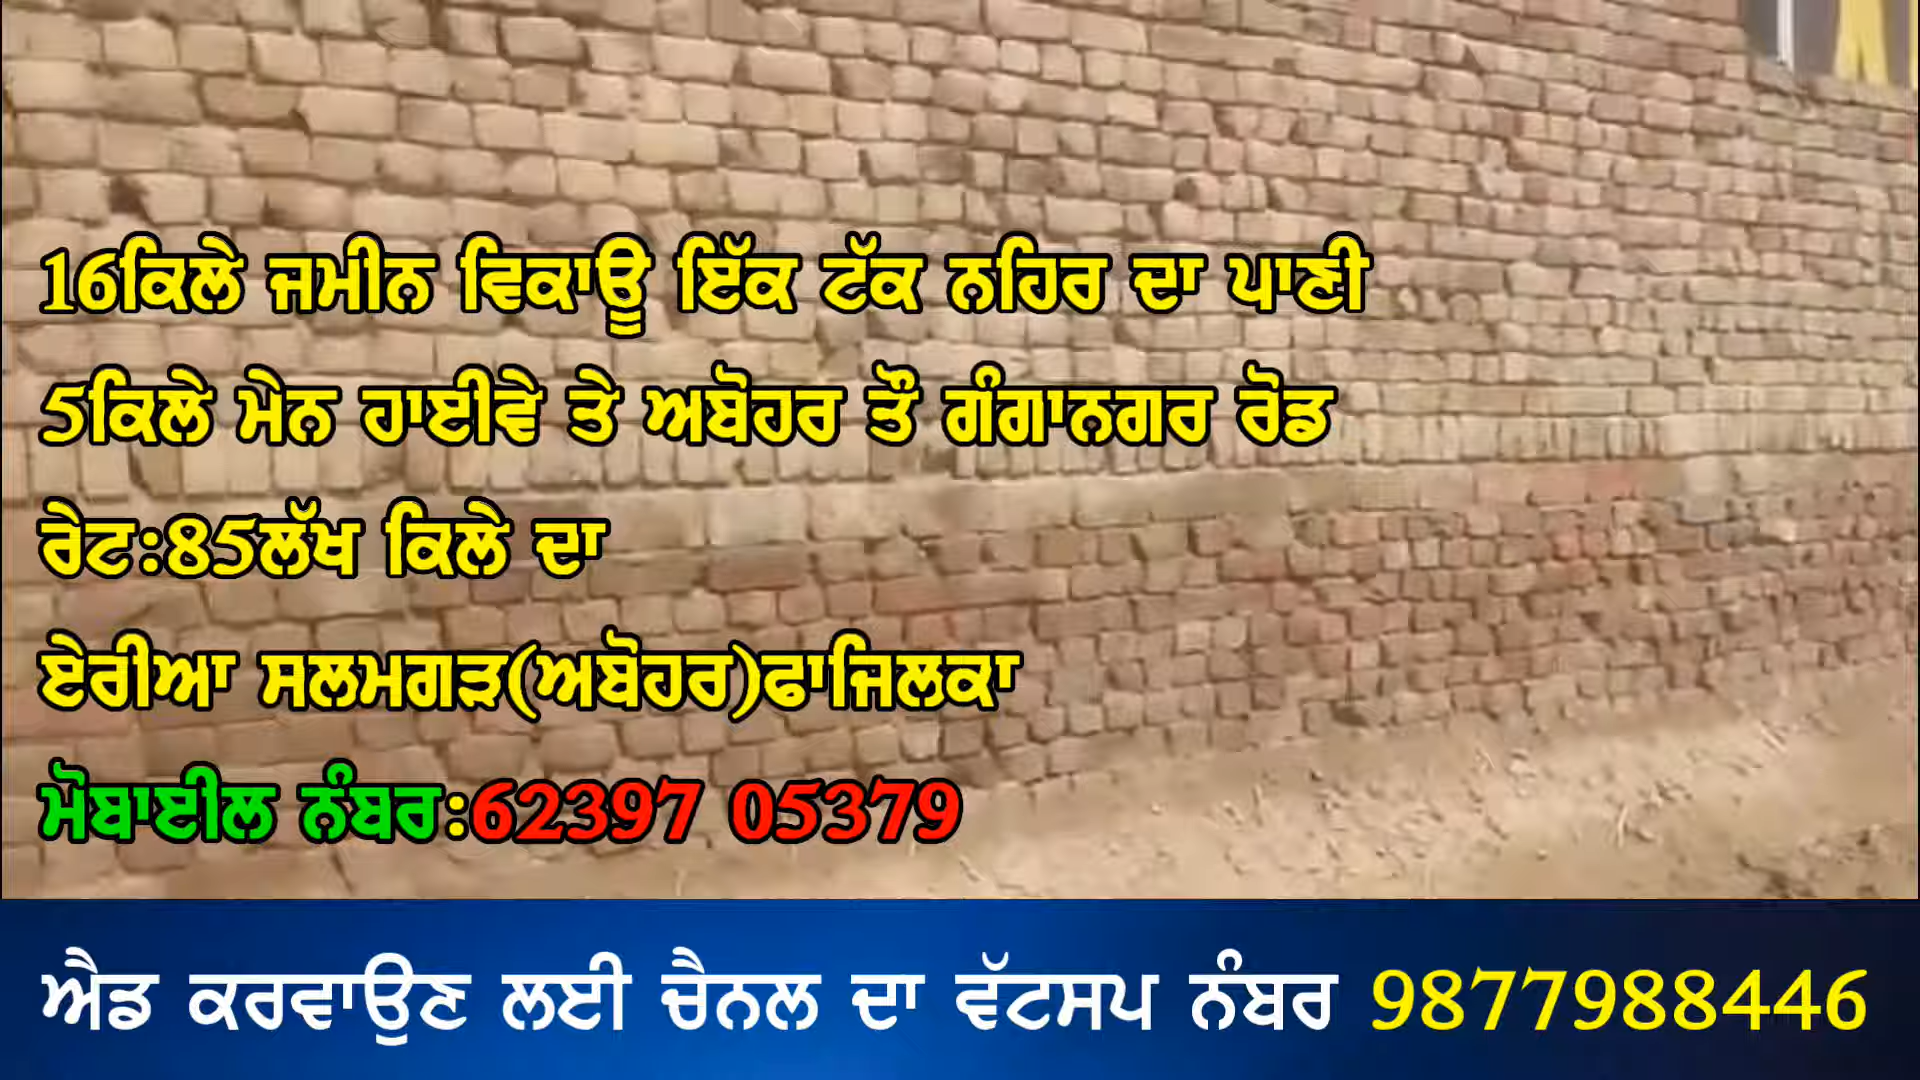 16ਕਿਲੇ ਜਮੀਨ ਵਿਕਾਊ ਇੱਕ ਟੱਕ ਨਹਿਰ ਦਾ ਪਾਣੀ
5ਕਿਲੇ ਮੇਨ ਹਾਈਵੇ ਤੇ ਅਬੋਹਰ ਤੌ ਗੰਗਾਨਗਰ ਰੋਡ
ਰੇਟ:85ਲੱਖ ਕਿਲੇ ਦਾ
ਏਰੀਆ ਸਲਮਗੜ(ਅਬੋਹਰ)ਫਾਜਿਲਕਾ
ਮੋਬਾਈਲ ਨੰਬਰ:62397 05379
ਐਡ ਕਰਵਾਉਣ ਲਈ ਚੈਨਲ ਦਾ ਵੱਟਸਪ ਨੰਬਰ 9877988446